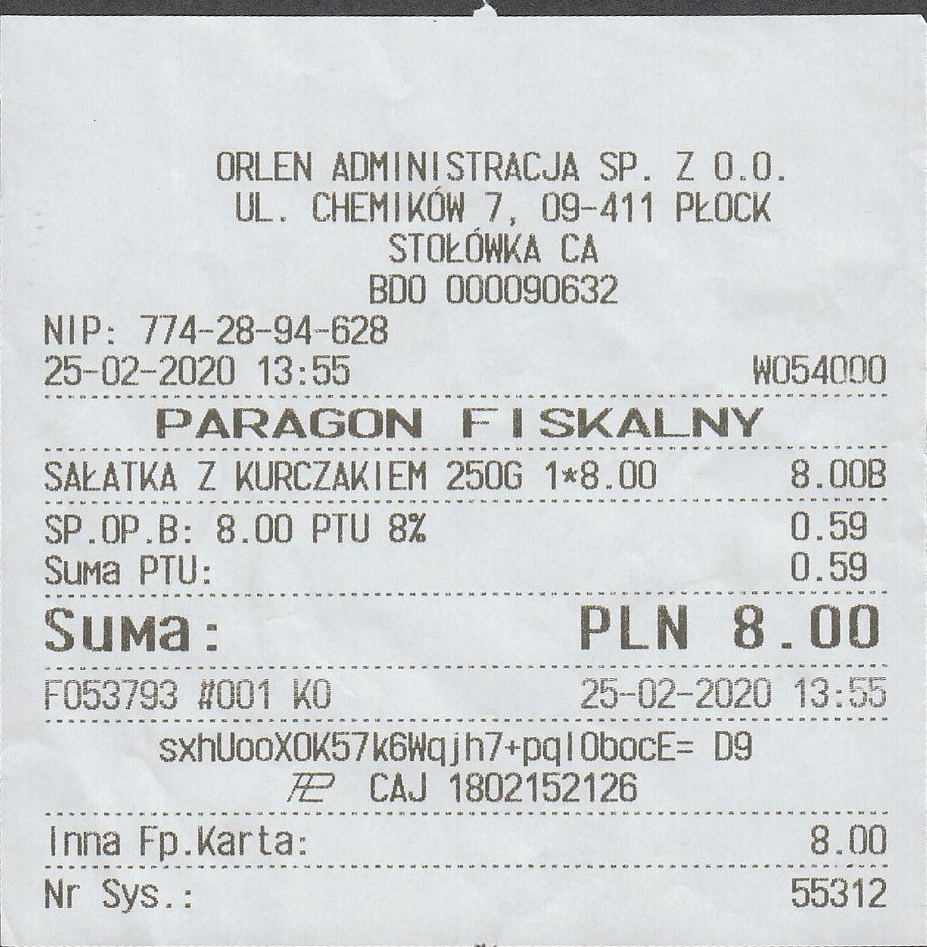 ORLEN ADMINISTRACJA SP. Z O.O.
UL. CHEMIKÓW 7, 09-411 PŁOCK
STOŁÓWKA CA
BDO 000090632
NIP: 774-28-94-628
25-02-2020 13:55 W054000
PARAGON FISKALNY
SAŁATKA Z KURCZAKIEM 250G 1*8.00 8.00B
SP.OP.B: 8.00 PTU 8% 0.59
Suma PTU: 0.59
Suma: PLN 8.00
F053793 #001 KO 25-02-2020 13:55
sxhUooXOK57k6Wqjh7+pqlObocE= D9
CAJ 1802152126
Inna Fp.Karta: 8.00
Nr Sys.: 55312